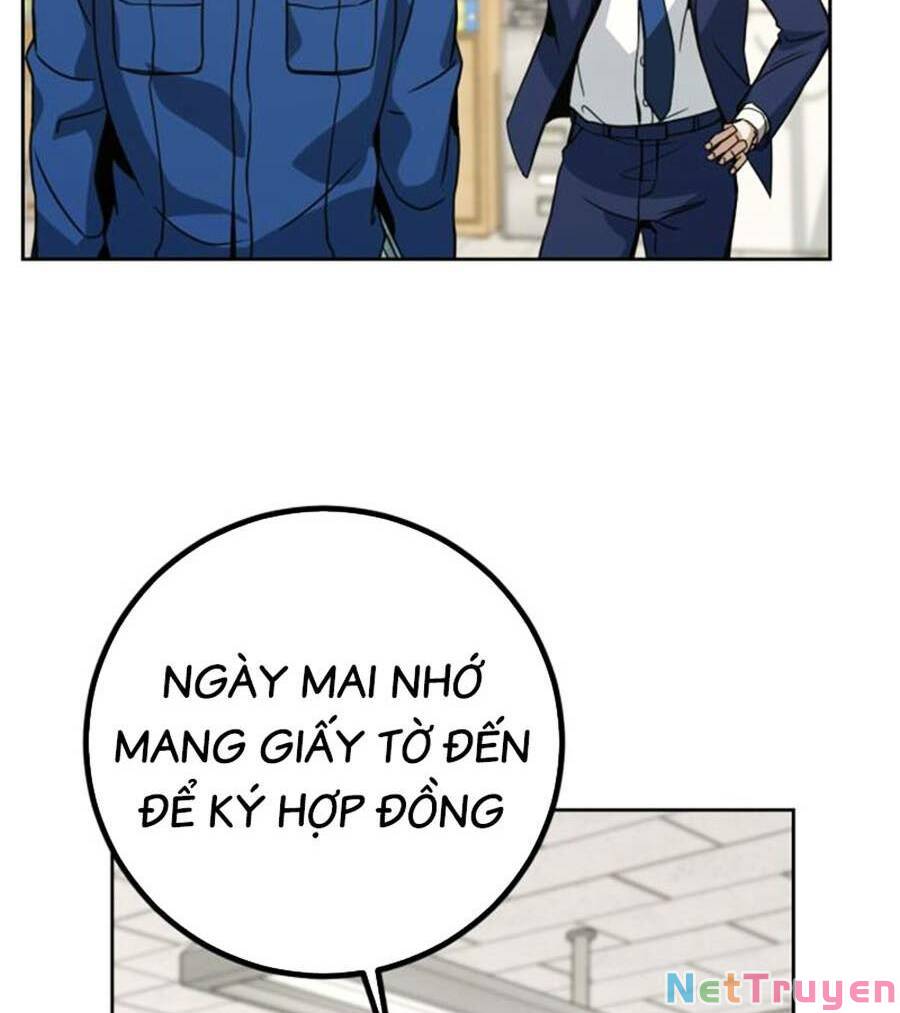 NGÀY MAI NHỚ
MANG GIẤY TỜ ĐẾN
ĐỂ KÝ HỢP ĐỒNG
NetTruyen